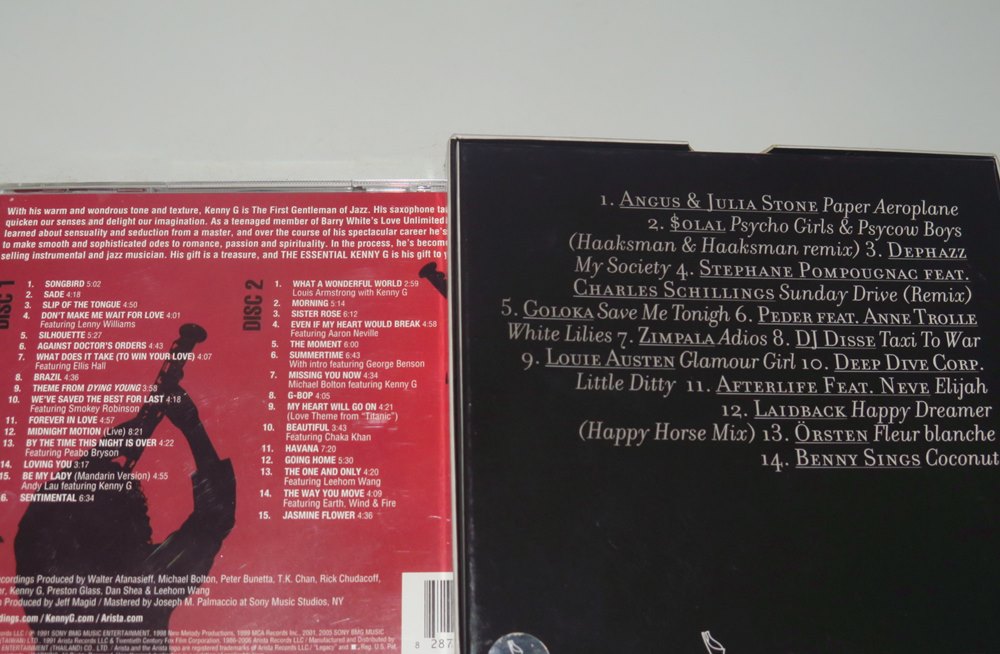 With his warm and wondrous tone and texture, Kenny G is The First Gentleman of Jazz. His saxophone
quicken our senses and delight our imagination. As a teenaged member of Barry White's Love Unlimited
learned about sensuality and seduction from a master, and over the course of his spectacular career he's
to make smooth and sophisticated odes to romance, passion and spirituality. In the process, he's become
selling instrumental and jazz musician. His gift is a treasure, and THE ESSENTIAL KENNY G is his gift to
DISC 1
1. SONGBIRD 5:02
2. SADE 4:18
3. SLIP OF THE TONGUE 4:50
4. DON'T MAKE ME WAIT FOR LOVE 4:01
Featuring Lenny Williams
5. SILHOUETTE 5:27
6. AGAINST DOCTOR'S ORDERS 4:43
7. WHAT DOES IT TAKE (TO WIN YOUR LOVE) 4:07
Featuring Ellis Hall
8. BRAZIL 4:36
9. THEME FROM DYING YOUNG 3:58
10. WE'VE SAVED THE BEST FOR LAST 4:18
Featuring Smokey Robinson
11. FOREVER IN LOVE 4:57
12. MIDNIGHT MOTION (Live) 8:21
13. BY THE TIME THIS NIGHT IS OVER 4:22
Featuring Peabo Bryson
14. LOVING YOU 3:17
15. BE MY LADY (Mandarin Version) 4:55
Andy Lau featuring Kenny G
6. SENTIMENTAL 6:34
DISC 2
1. WHAT A WONDERFUL WORLD 2:59
Louis Armstrong with Kenny G
2. MORNING 5:14
3. SISTER ROSE 6:12
4. EVEN IF MY HEART WOULD BREAK 4:58
Featuring Aaron Neville
5. THE MOMENT 6:00
6. SUMMERTIME 6:43
With intro featuring George Benson
7. MISSING YOU NOW 4:34
Michael Bolton featuring Kenny G
8. G-BOP 4:05
9. MY HEART WILL GO ON 4:21
(Love Theme from "Titanic")
10. BEAUTIFUL 3:43
Featuring Chaka Khan
11. HAVANA 7:20
12. GOING HOME 5:30
13. THE ONE AND ONLY 4:20
Featuring Leehom Wang
14. THE WAY YOU MOVE 4:09
Featuring Earth, Wind & Fire
15. JASMINE FLOWER 4:36
ecordings Produced by Walter Afanasieff, Michael Bolton, Peter Bunetta, T.K. Chan, Rick Chudacoff,
r, Kenny G, Preston Glass, Dan Shea & Leehom Wang
Produced by Jeff Magid / Mastered by Joseph M. Palmaccio at Sony Music Studios, NY
dings.com / KennyG.com / Arista.com
8 287
1. ANGUS & JULIA STONE Paper Aeroplane
2. $OLAL Psycho Girls & Psycow Boys
(Haaksman & Haaksman remix) 3. DEPHAZZ
My Society 4. STEPHANE POMPOUGNAC FEAT.
CHARLES SCHILLINGS Sunday Drive (Remix)
5. GOLOKA Save Me Tonigh 6. PEDER FEAT. ANNE TROLLE
White Lilies 7. ZIMPALA Adios 8. DJ DISSE Taxi To War
9. LOUIE AUSTEN Glamour Girl 10. DEEP DIVE CORP.
Little Ditty 11. AFTERLIFE FEAT. NEVE Elijah
12. LAIDBACK Happy Dreamer
(Happy Horse Mix) 13. ÖRSTEN Fleur blanche
14. BENNY SINGS Coconut